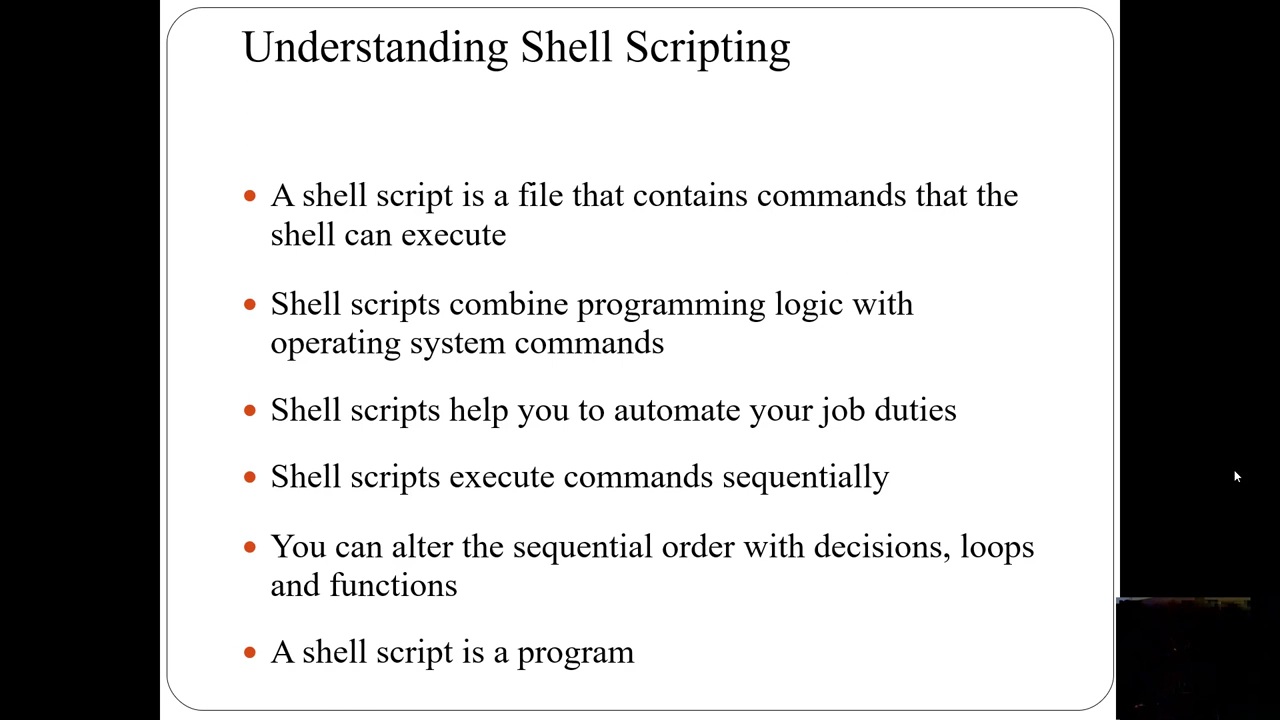 Understanding Shell Scripting
• A shell script is a file that contains commands that the
shell can execute
• Shell scripts combine programming logic with
operating system commands
• Shell scripts help you to automate your job duties
• Shell scripts execute commands sequentially
• You can alter the sequential order with decisions, loops
and functions
• A shell script is a program